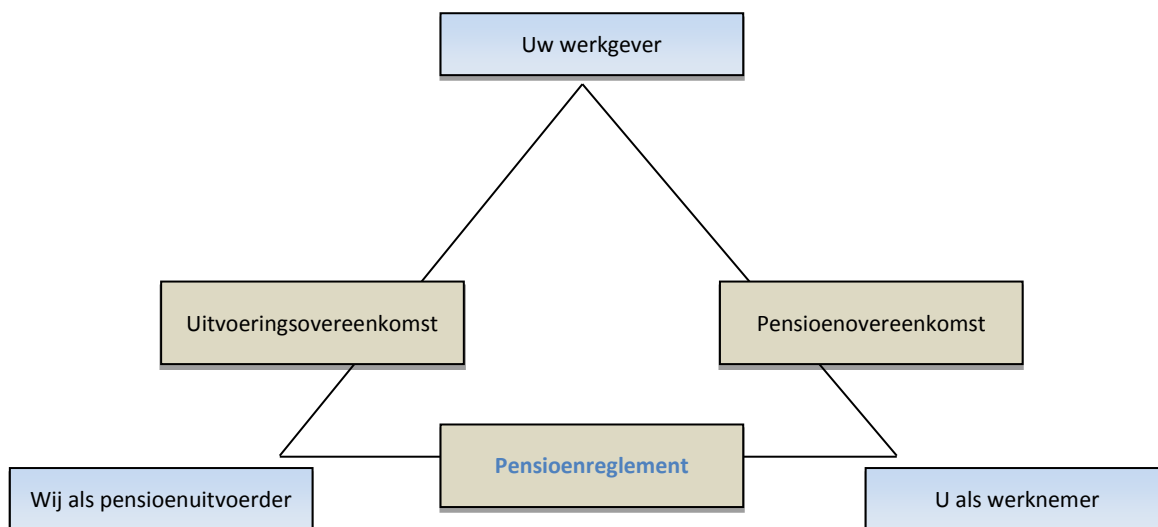 Uw werkgever
Uitvoeringsovereenkomst
Pensioenovereenkomst
Pensioenreglement
Wij als pensioenuitvoerder
U als werknemer